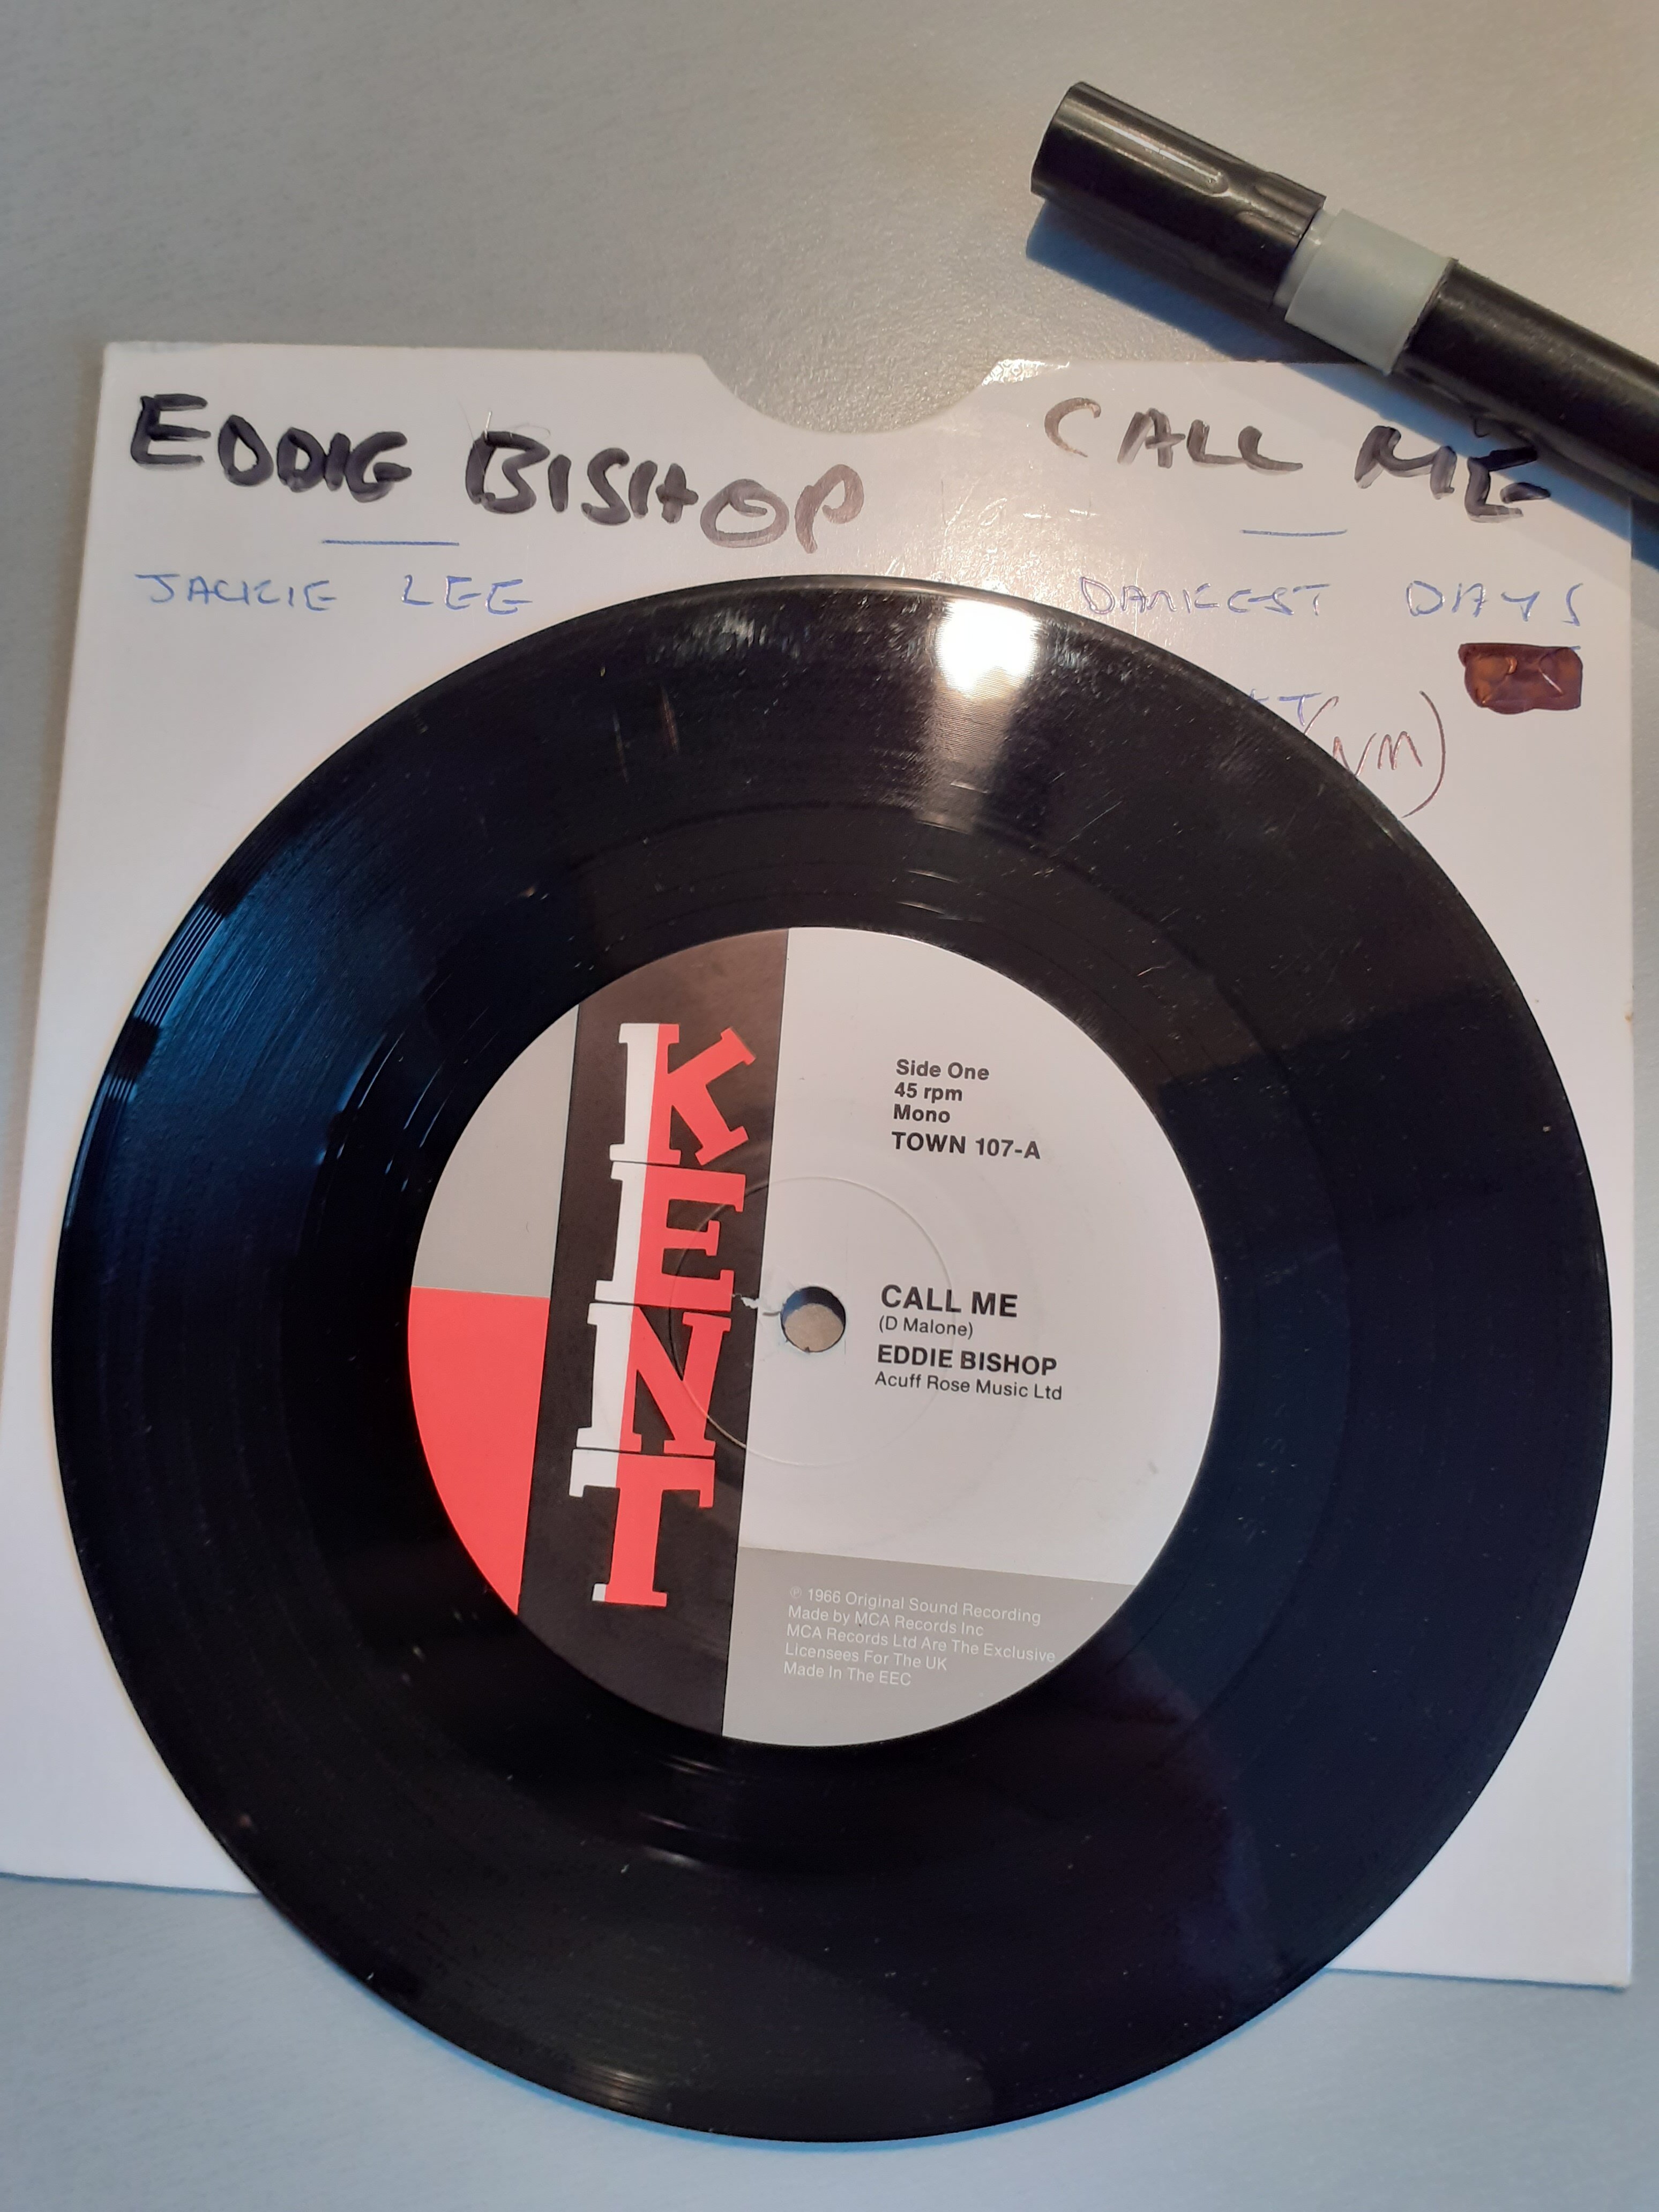 EDDIE BISHOP CALL ME
JACKIE LEE DARKEST DAYS
(NM)
KENT
Side One
45 rpm
Mono
TOWN 107-A
CALL ME
(D Malone)
EDDIE BISHOP
Acuff Rose Music Ltd
℗ 1966 Original Sound Recording
Made by MCA Records Inc
MCA Records Ltd Are The Exclusive
Licensees For The UK
Made In The EEC